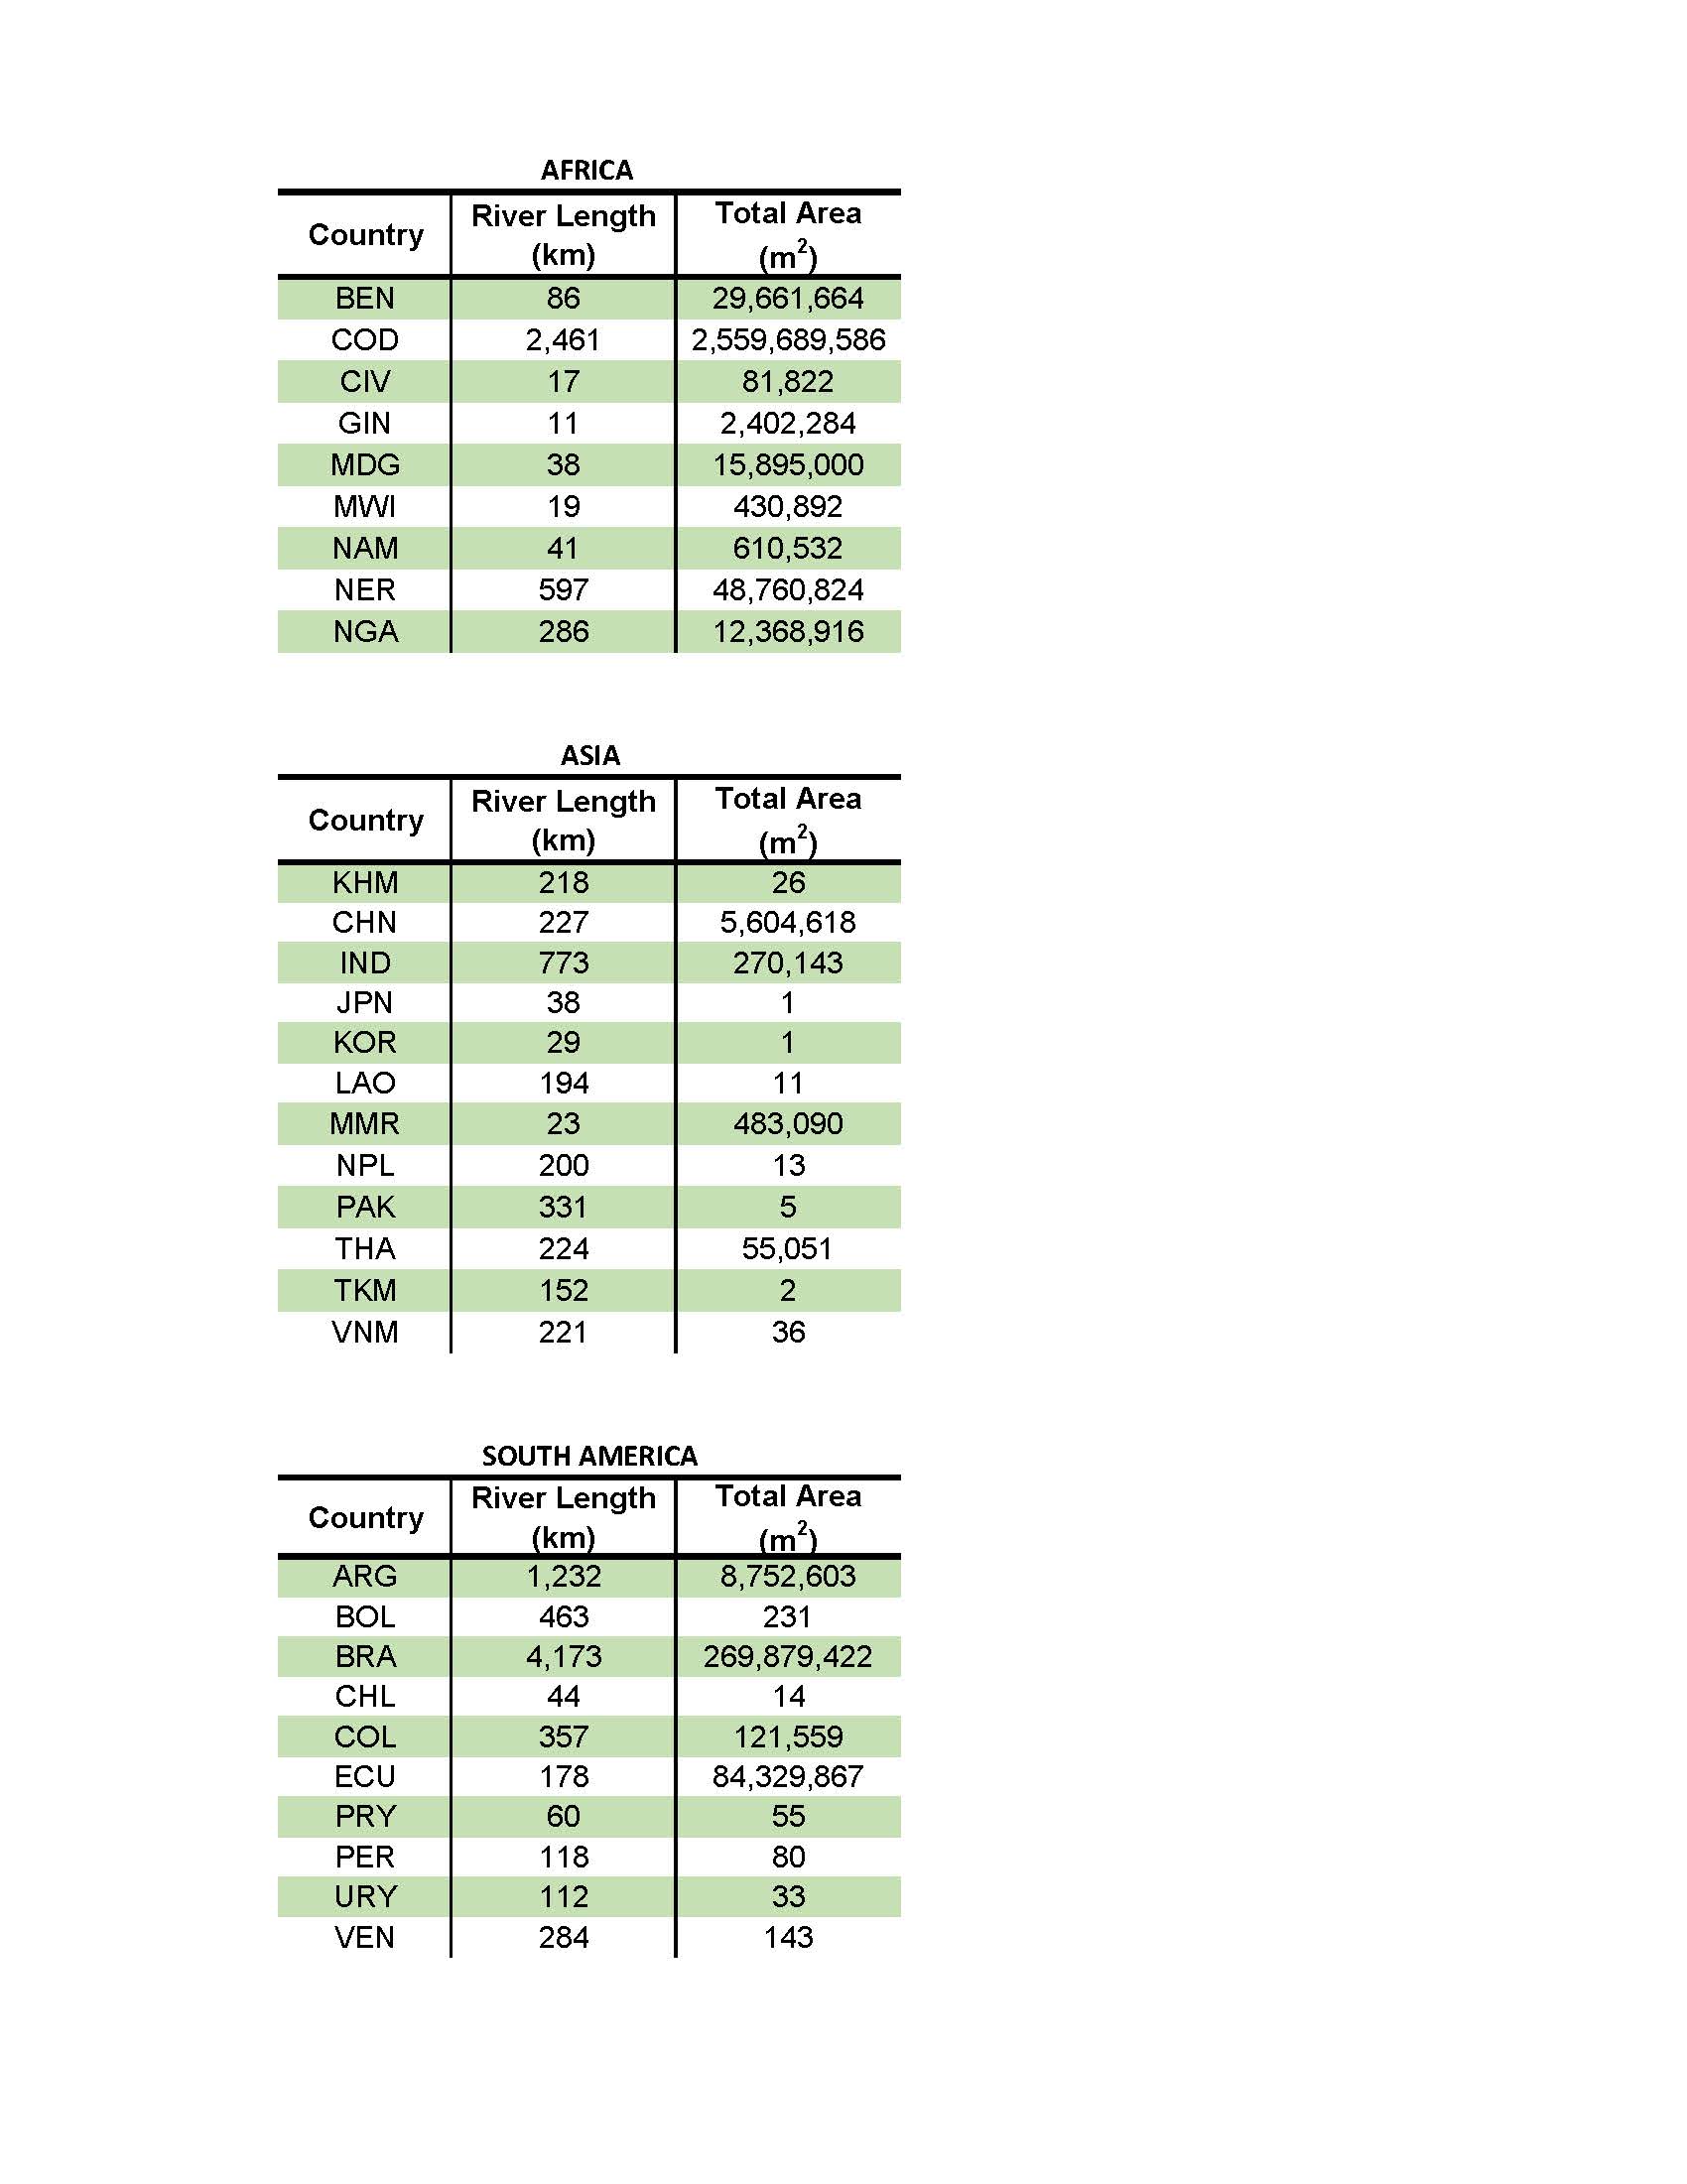 AFRICA
Country River Length (km) Total Area (m²)
BEN 86 29,661,664
COD 2,461 2,559,689,586
CIV 17 81,822
GIN 11 2,402,284
MDG 38 15,895,000
MWI 19 430,892
NAM 41 610,532
NER 597 48,760,824
NGA 286 12,368,916
ASIA
Country River Length (km) Total Area (m²)
KHM 218 26
CHN 227 5,604,618
IND 773 270,143
JPN 38 1
KOR 29 1
LAO 194 11
MMR 23 483,090
NPL 200 13
PAK 331 5
THA 224 55,051
TKM 152 2
VNM 221 36
SOUTH AMERICA
Country River Length (km) Total Area (m²)
ARG 1,232 8,752,603
BOL 463 231
BRA 4,173 269,879,422
CHL 44 14
COL 357 121,559
ECU 178 84,329,867
PRY 60 55
PER 118 80
URY 112 33
VEN 284 143